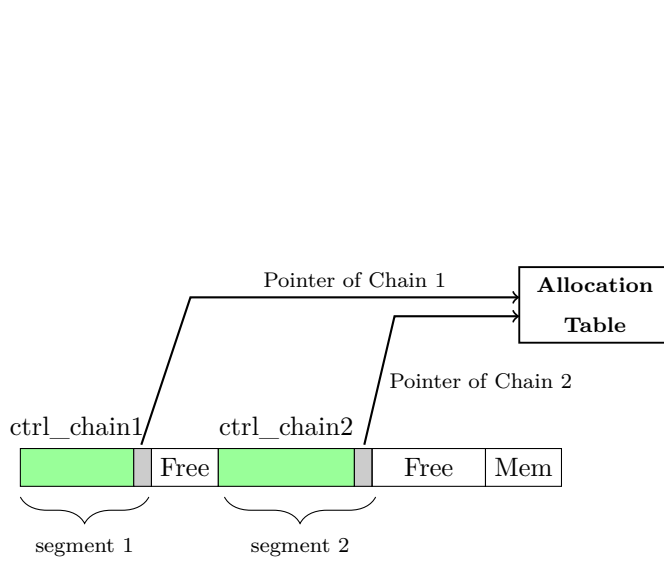 Pointer of Chain 1
Allocation
Table
Pointer of Chain 2
ctrl_chain1
ctrl_chain2
Free
Free
Mem
segment 1
segment 2